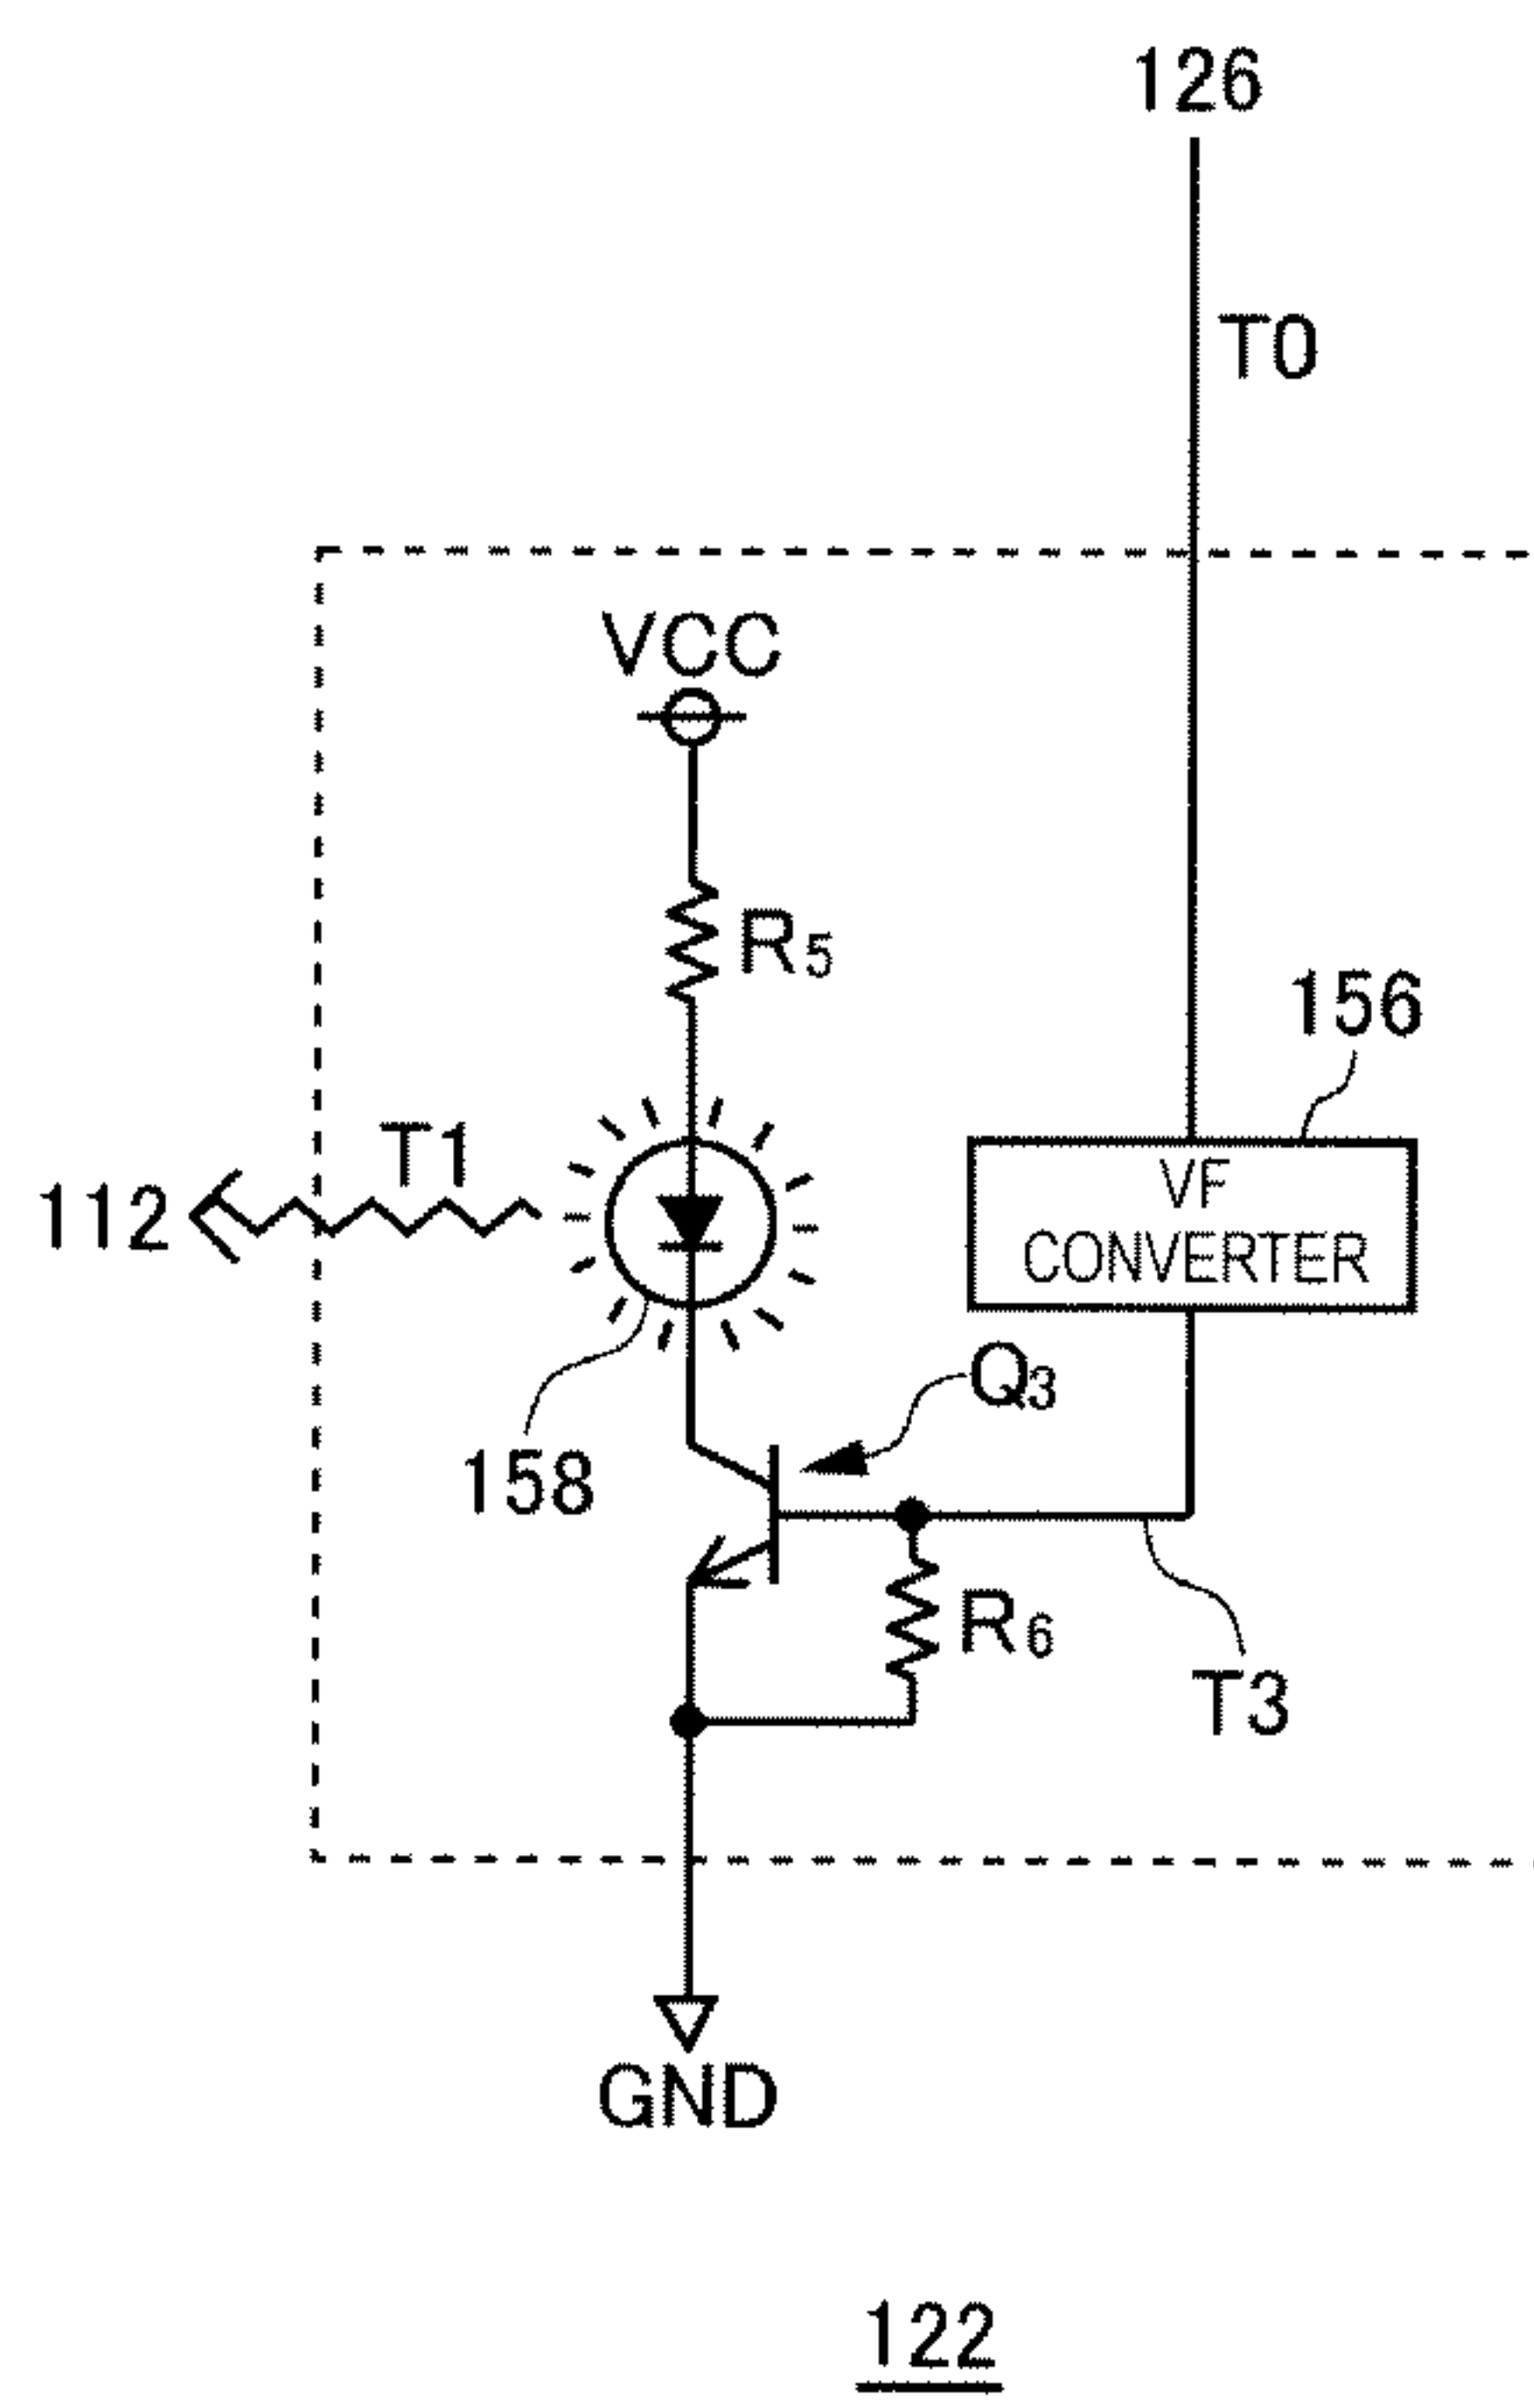 126
T0
VCC
R5
156
T1
112
VF
CONVERTER
Q3
158
R6
T3
GND
122